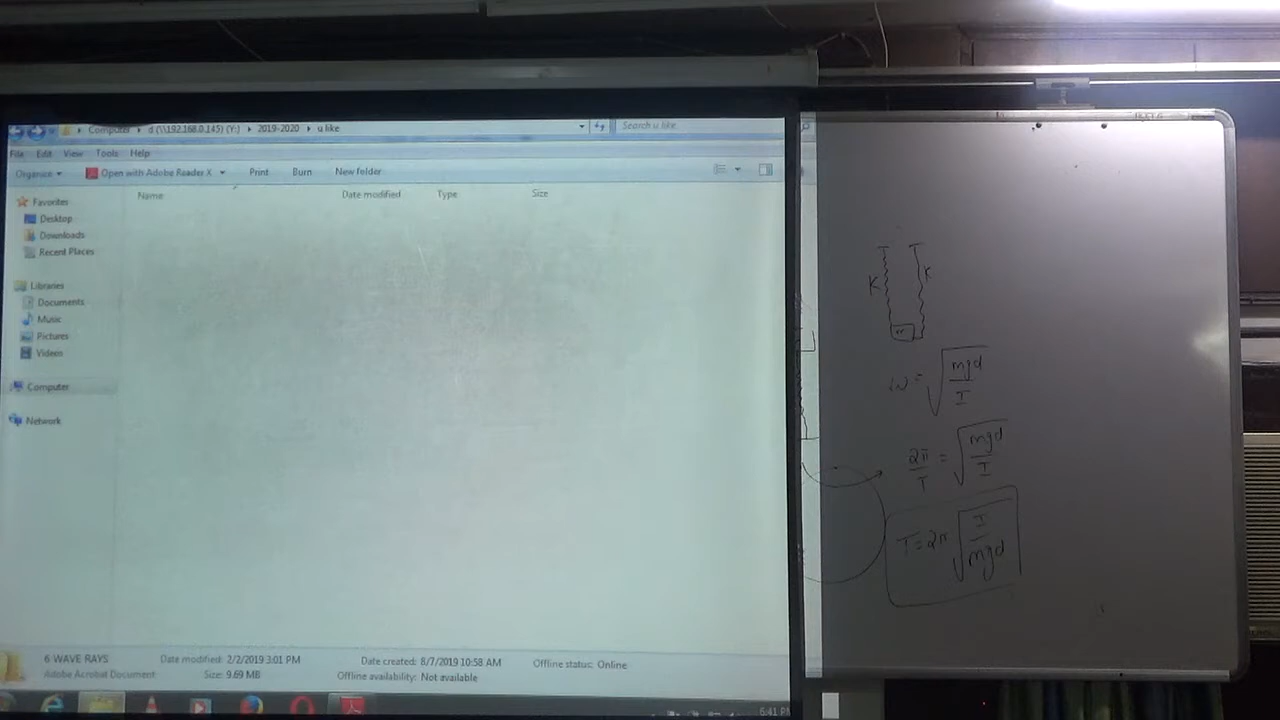 Computer ▸ d (\\192.168.0.145) (Y:) ▸ 2019-2020 ▸ u like
Search u like
File Edit View Tools Help
Organize Open with Adobe Reader X Print Burn New folder
Name Date modified Type Size
Favorites
Desktop
Downloads
Recent Places
Libraries
Documents
Music
Pictures
Videos
Computer
Network
6 WAVE RAYS Date modified: 2/2/2019 3:01 PM Date created: 8/7/2019 10:58 AM Offline status: Online
Adobe Acrobat Document Size: 9.69 MB Offline availability: Not available
6:41 PM
K K
m
ω = √(mgd/I)
2π/T = √(mgd/I)
T = 2π √(I/mgd)